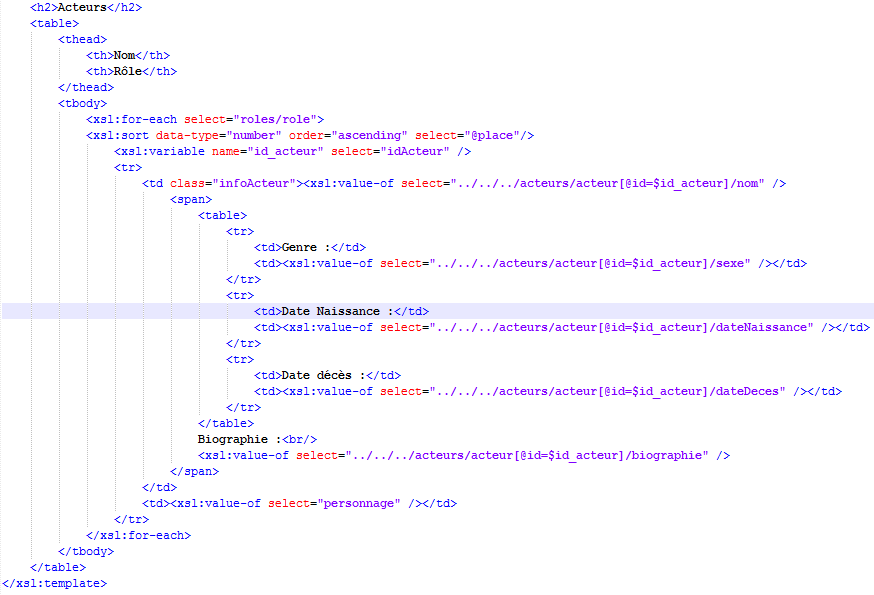 <h2>Acteurs</h2>
<table>
<thead>
<th>Nom</th>
<th>Rôle</th>
</thead>
<tbody>
<xsl:for-each select="roles/role">
<xsl:sort data-type="number" order="ascending" select="@place"/>
<xsl:variable name="id_acteur" select="idActeur" />
<tr>
<td class="infoActeur"><xsl:value-of select="../../../acteurs/acteur[@id=$id_acteur]/nom" />
<span>
<table>
<tr>
<td>Genre :</td>
<td><xsl:value-of select="../../../acteurs/acteur[@id=$id_acteur]/sexe" /></td>
</tr>
<tr>
<td>Date Naissance :</td>
<td><xsl:value-of select="../../../acteurs/acteur[@id=$id_acteur]/dateNaissance" /></td>
</tr>
<tr>
<td>Date décès :</td>
<td><xsl:value-of select="../../../acteurs/acteur[@id=$id_acteur]/dateDeces" /></td>
</tr>
</table>
Biographie :<br/>
<xsl:value-of select="../../../acteurs/acteur[@id=$id_acteur]/biographie" />
</span>
</td>
<td><xsl:value-of select="personnage" /></td>
</tr>
</xsl:for-each>
</tbody>
</table>
</xsl:template>